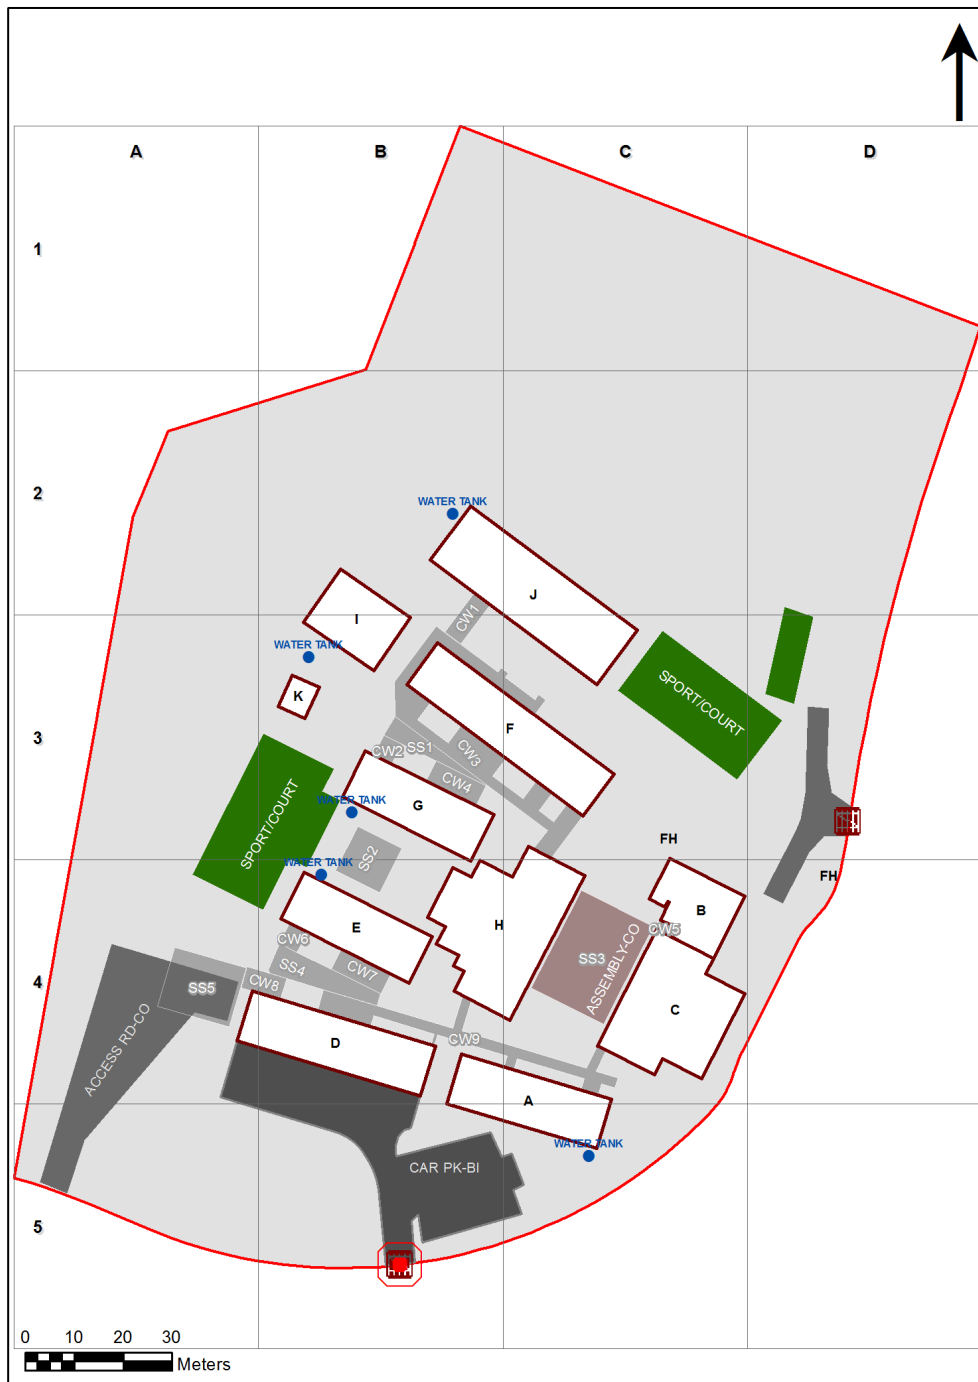 A
B
C
D
1
2
WATER TANK
J
I
CW1
WATER TANK
K
SPORT/COURT
3
F
CW2
SS1
CW3
CW4
G
WATER TANK
SPORT/COURT
FH
SS2
WATER TANK
FH
B
E
H
CW5
CW6
SS3
ASSEMBLY-CO
SS4
CW7
4
SS5
CW8
C
CW9
D
ACCESS RD-CO
A
WATER TANK
CAR PK-BI
5
0 10 20 30
Meters